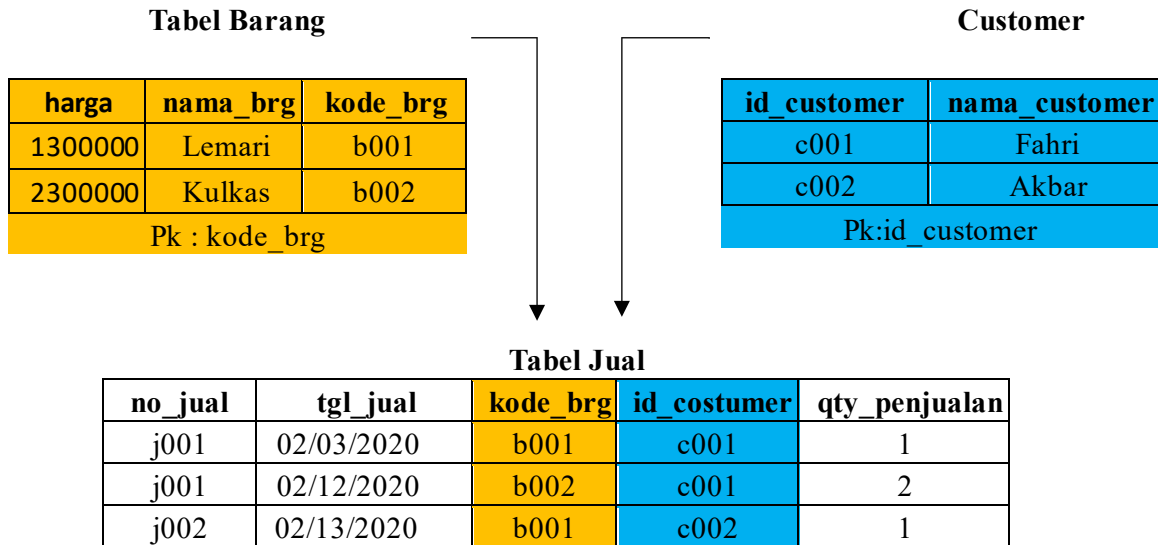 Tabel Barang
Customer
harga nama_brg kode_brg
1300000 Lemari b001
2300000 Kulkas b002
Pk : kode_brg
id_customer nama_customer
c001 Fahri
c002 Akbar
Pk:id_customer
Tabel Jual
no_jual tgl_jual kode_brg id_costumer qty_penjualan
j001 02/03/2020 b001 c001 1
j001 02/12/2020 b002 c001 2
j002 02/13/2020 b001 c002 1